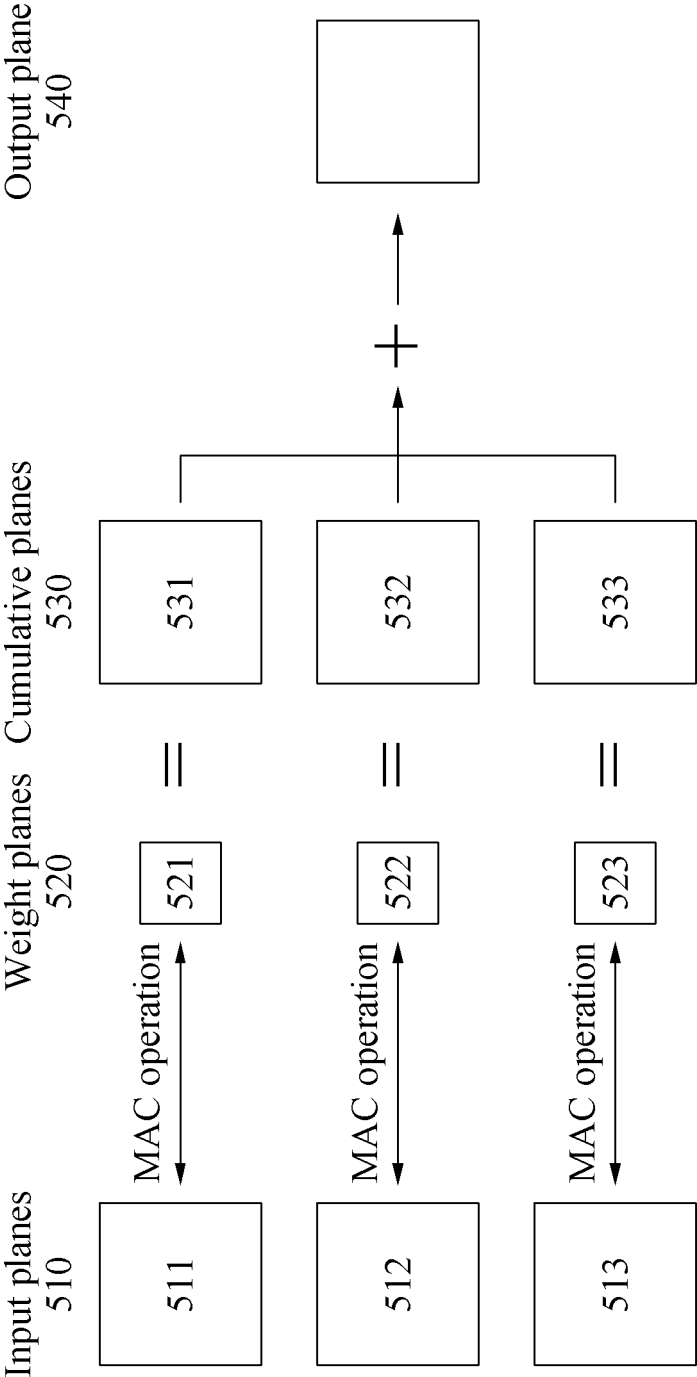 Input planes
510
Weight planes
520
Cumulative planes
530
Output plane
540
511
MAC operation
521
=
531
512
MAC operation
522
=
532
+
513
MAC operation
523
=
533